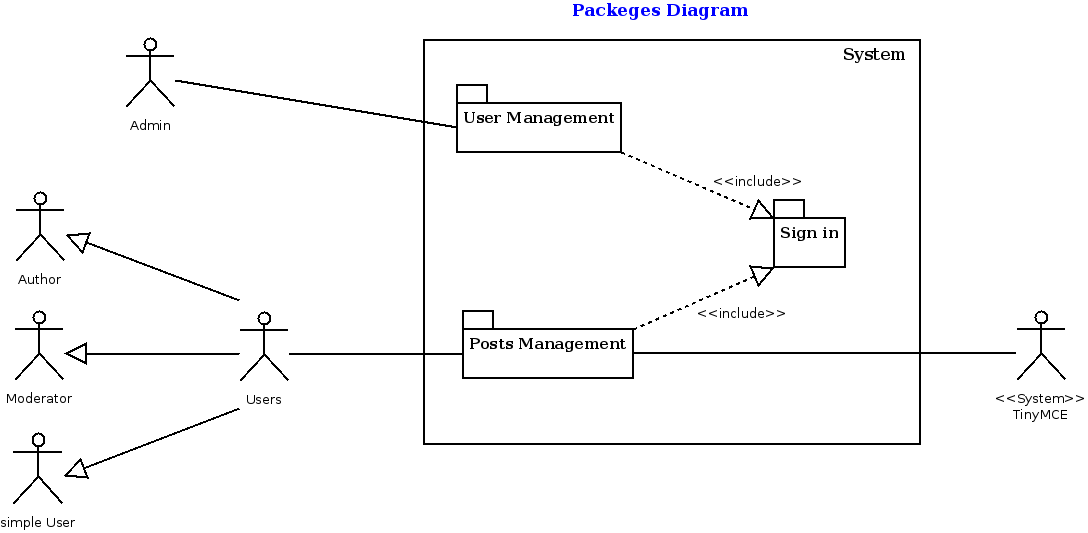 Packeges Diagram
System
Admin
User Management
<<include>>
Sign in
Author
<<include>>
Posts Management
Moderator
Users
<<System>>
TinyMCE
simple User